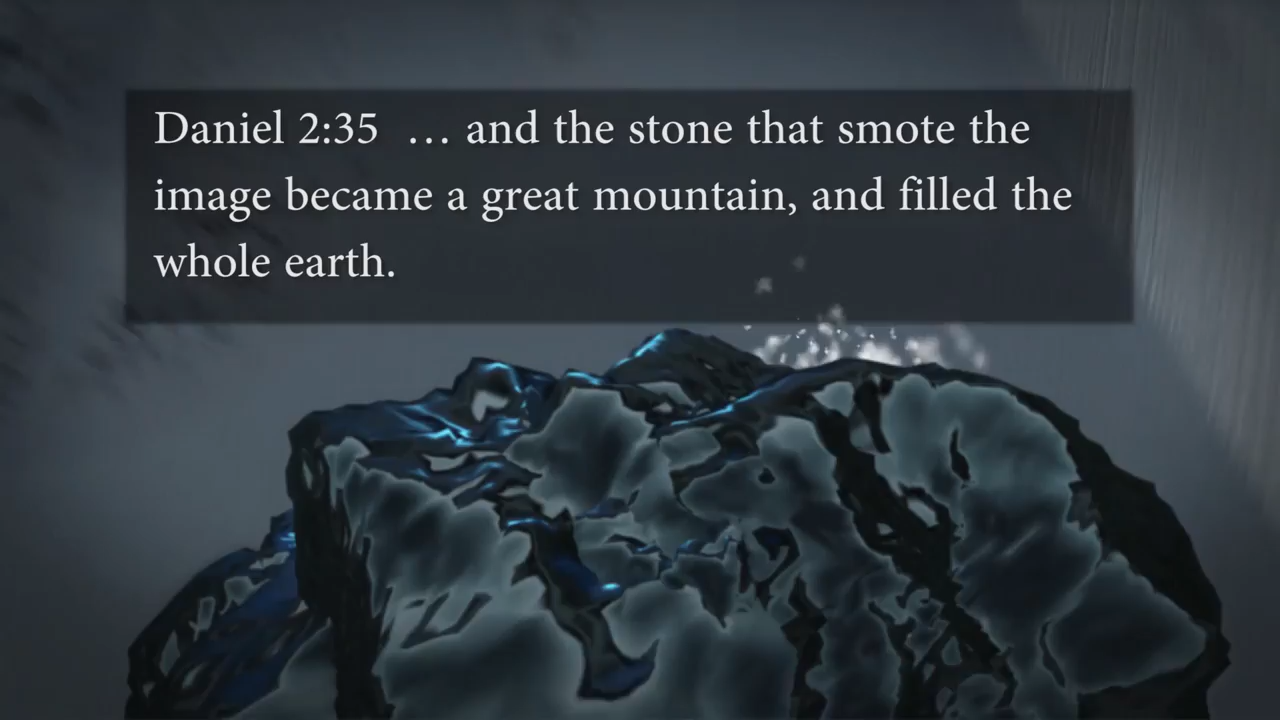 Daniel 2:35  … and the stone that smote the
image became a great mountain, and filled the
whole earth.